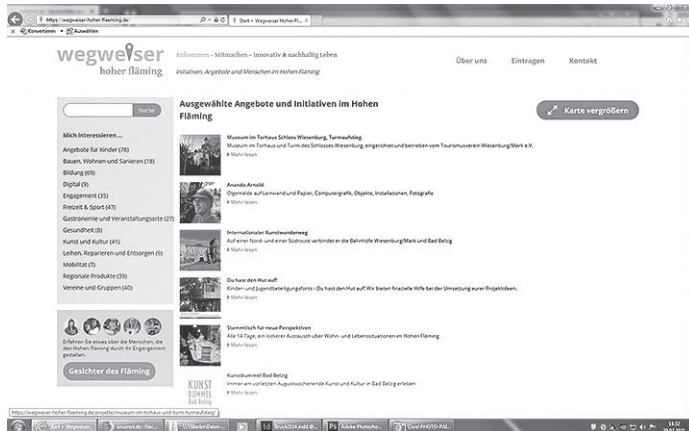 https://wegweiser-hoher-flaeming.de
Start > Wegweiser Hoher Fl...
Konvertieren
Auswählen
wegweiser
hoher fläming
Ankommen – Mitmachen – innovativ & nachhaltig Leben
Initiativen, Angebote und Menschen im Hohen Fläming
Über uns
Eintragen
Kontakt
Suche
Mich interessieren ...
Angebote für Kinder (78)
Bauen, Wohnen und Sanieren (18)
Bildung (69)
Digital (9)
Engagement (35)
Freizeit & Sport (47)
Gastronomie und Veranstaltungsorte (27)
Gesundheit (8)
Kunst und Kultur (41)
Leihen, Reparieren und Entsorgen (9)
Mobilität (7)
Regionale Produkte (39)
Vereine und Gruppen (40)
Erfahren Sie etwas über die Menschen, die
den Hohen Fläming durch ihr Engangement
gestalten.
Gesichter des Fläming
Ausgewählte Angebote und Initiativen im Hohen
Fläming
Karte vergrößern
Museum im Torhaus Schloss Wiesenburg, Turmaufstieg
Museum im Torhaus und Turm des Schlosses Wiesenburg, eingerichtet und betrieben vom Tourismusverein Wiesenburg/Mark e.V.
Mehr lesen
Ananda Arnold
Ölgemälde auf Leinwand und Papier, Computergrafik, Objekte, Installationen, Fotografie
Mehr lesen
Internationaler Kunstwanderweg
Auf einer Nord- und einer Südroute verbindet er die Bahnhöfe Wiesenburg/Mark und Bad Belzig
Mehr lesen
Du hast den Hut auf!
Kinder- und Jugendbeteiligungsfonds - Du hast den Hut auf! Wir bieten finazielle Hilfe bei der Umsetzung eurer Projektideen.
Mehr lesen
Stammtisch für neue Perspektiven
Alle 14 Tage, ein lockerer Austausch über Wohn- und Lebenssituationen im Hohen Fläming
Mehr lesen
KUNST
BUMMEL
Bad Belzig
Kunstbummel Bad Belzig
Immer am vorletzten Augustwochenende Kunst und Kultur in Bad Belzig erleben
Mehr lesen
https://wegweiser-hoher-flaeming.de/projekte/museum-im-torhaus-und-turm-turmaufstieg/
Start > Wegweiser...
Adobe Photosho...
Corel PHOTO-PAI...
14:32